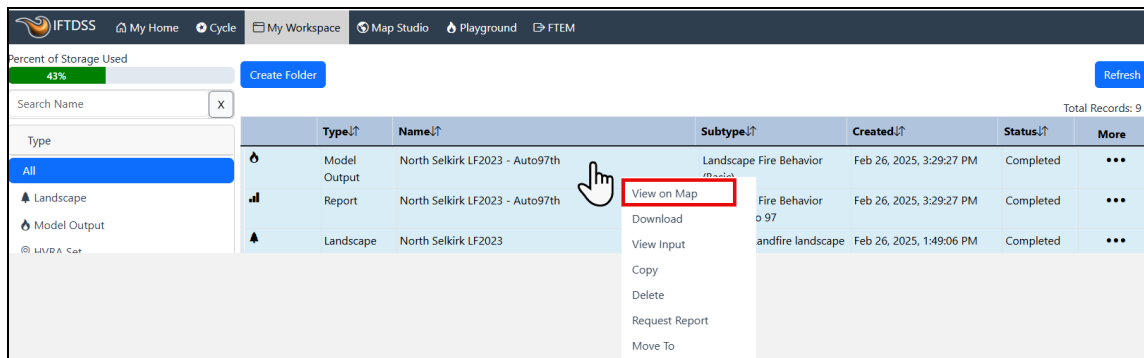 IFTDSS My Home Cycle My Workspace Map Studio Playground FTEM
Percent of Storage Used
43%
Create Folder
Refresh
Search Name
X
Total Records: 9
Type
Type Name Subtype Created Status More
All
Model Output North Selkirk LF2023 - Auto97th Landscape Fire Behavior (Basic) Feb 26, 2025, 3:29:27 PM Completed
Landscape
Report North Selkirk LF2023 - Auto97th Fire Behavior o 97 Feb 26, 2025, 3:29:27 PM Completed
Model Output
Landscape North Selkirk LF2023 andfire landscape Feb 26, 2025, 1:49:06 PM Completed
HVRA Set
View on Map
Download
View Input
Copy
Delete
Request Report
Move To